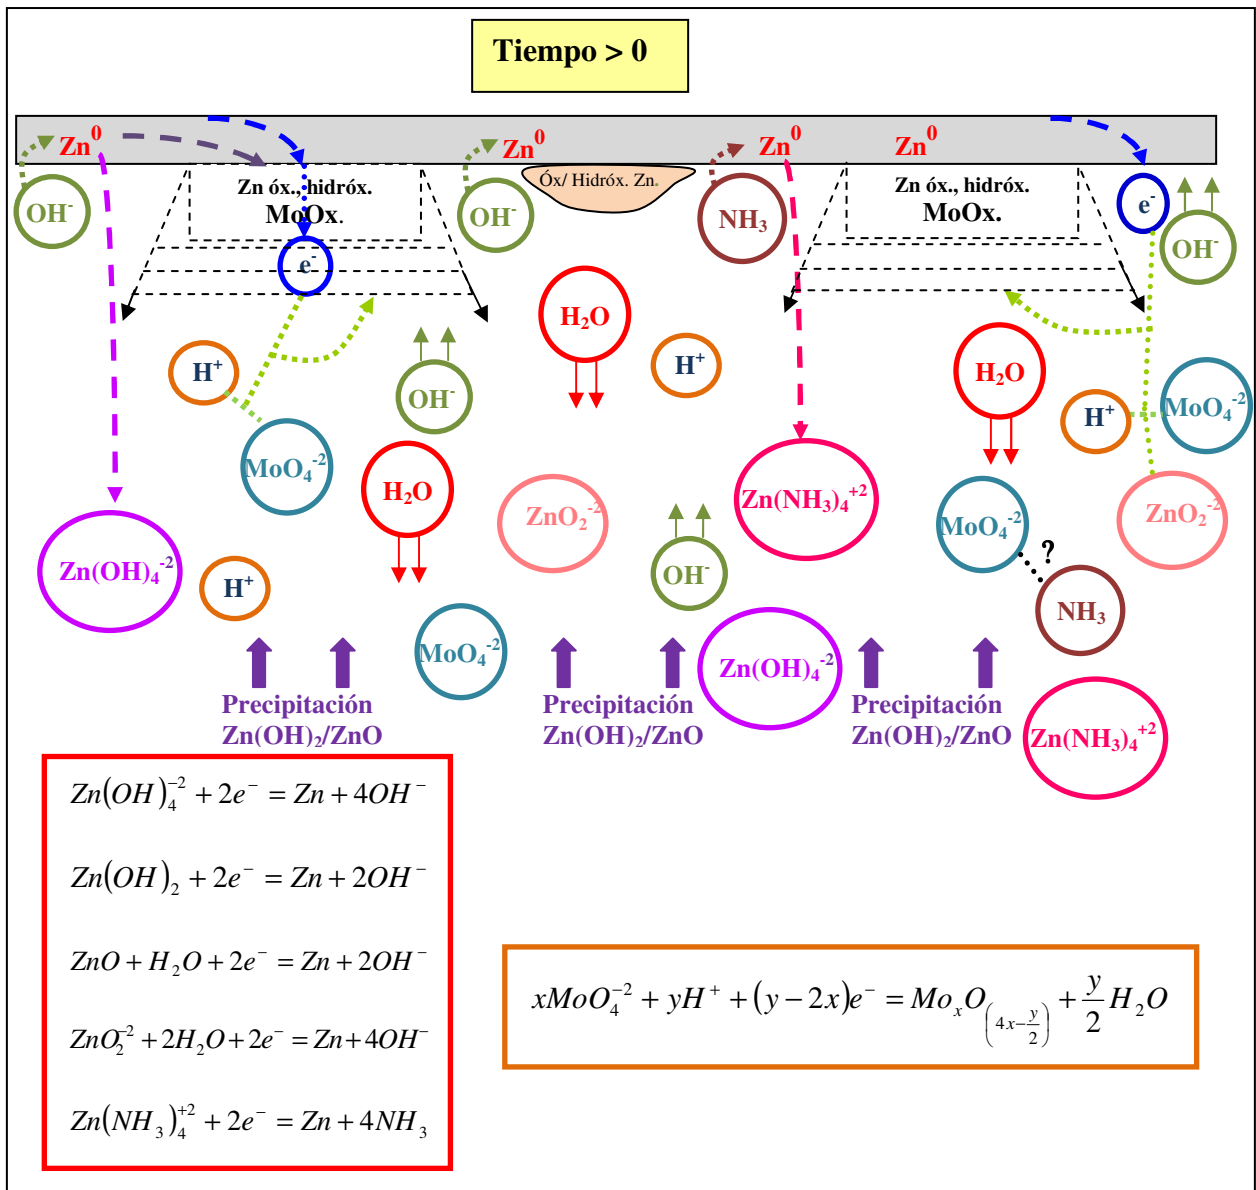 Tiempo > 0
Zn⁰
Zn⁰
Zn⁰
Zn⁰
OH⁻
Zn óx., hidróx.
MoOx.
e⁻
OH⁻
Óx/ Hidróx. Zn.
NH₃
Zn óx., hidróx.
MoOx.
e⁻
OH⁻
H⁺
OH⁻
H₂O
H⁺
H₂O
H⁺
MoO₄⁻²
MoO₄⁻²
H₂O
ZnO₂⁻²
Zn(NH₃)₄⁺²
MoO₄⁻²
ZnO₂⁻²
Zn(OH)₄⁻²
H⁺
OH⁻
?
NH₃
MoO₄⁻²
Zn(OH)₄⁻²
Precipitación
Zn(OH)₂/ZnO
Precipitación
Zn(OH)₂/ZnO
Precipitación
Zn(OH)₂/ZnO
Zn(NH₃)₄⁺²
Zn(OH)₄⁻² + 2e⁻ = Zn + 4OH⁻
Zn(OH)₂ + 2e⁻ = Zn + 2OH⁻
ZnO + H₂O + 2e⁻ = Zn + 2OH⁻
ZnO₂⁻² + 2H₂O + 2e⁻ = Zn + 4OH⁻
Zn(NH₃)₄⁺² + 2e⁻ = Zn + 4NH₃
xMoO₄⁻² + yH⁺ + (y − 2x)e⁻ = MoₓO₍₄ₓ₋y/2₎ + y/2 H₂O